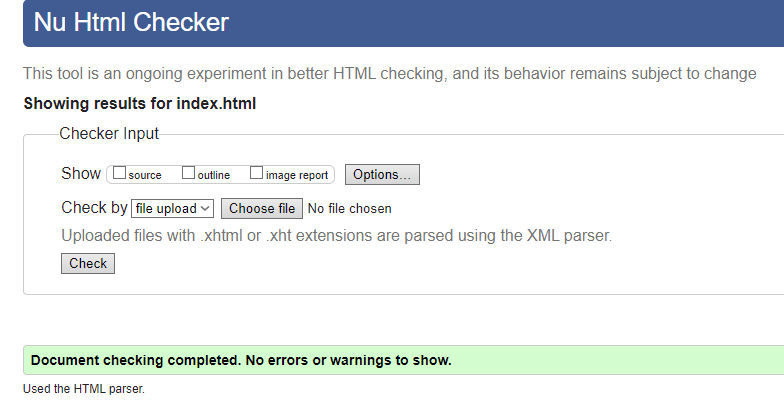 Nu Html Checker
This tool is an ongoing experiment in better HTML checking, and its behavior remains subject to change
Showing results for index.html
Checker Input
Show source outline image report Options...
Check by file upload Choose file No file chosen
Uploaded files with .xhtml or .xht extensions are parsed using the XML parser.
Check
Document checking completed. No errors or warnings to show.
Used the HTML parser.